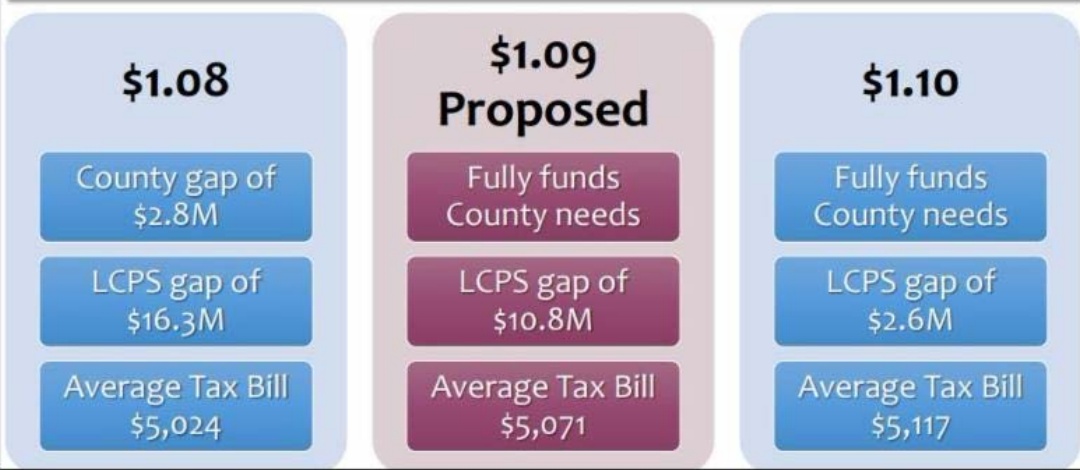 $1.08
County gap of
$2.8M
LCPS gap of
$16.3M
Average Tax Bill
$5,024
$1.09
Proposed
Fully funds
County needs
LCPS gap of
$10.8M
Average Tax Bill
$5,071
$1.10
Fully funds
County needs
LCPS gap of
$2.6M
Average Tax Bill
$5,117